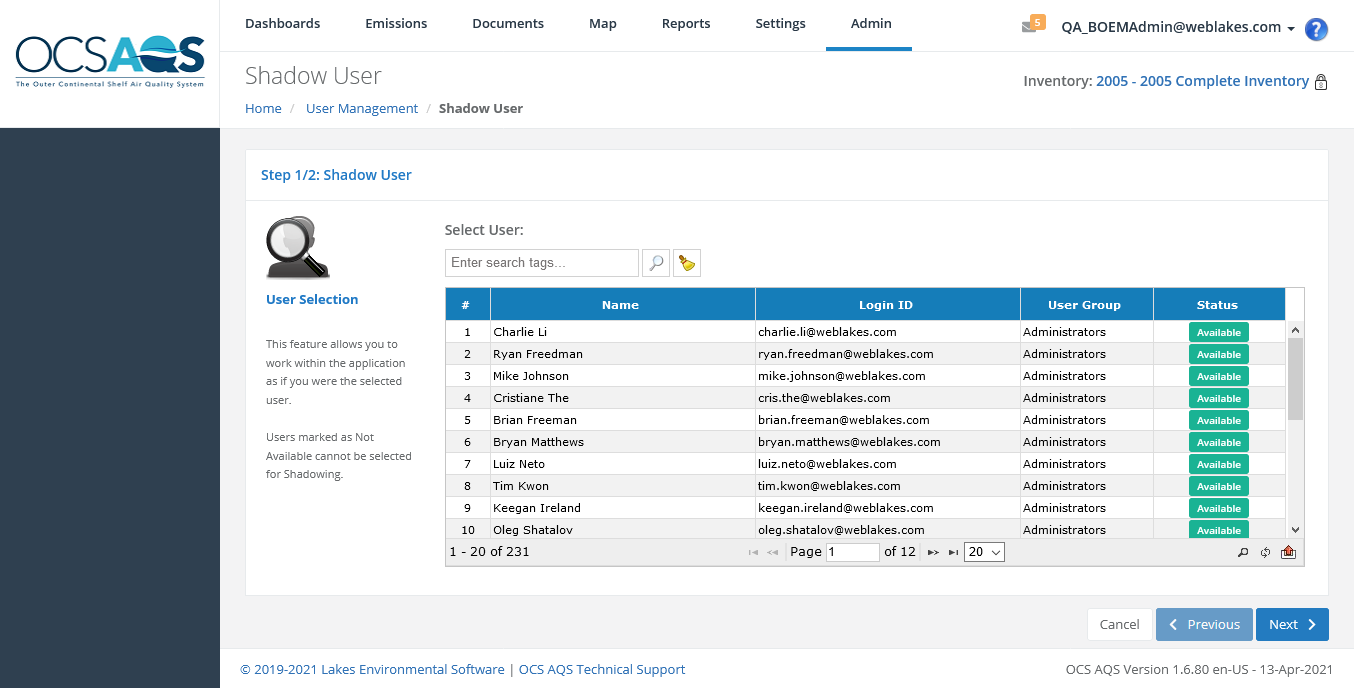 OCSAQS
The Outer Continental Shelf Air Quality System
Dashboards Emissions Documents Map Reports Settings Admin
5 QA_BOEMAdmin@weblakes.com ?
Shadow User
Inventory: 2005 - 2005 Complete Inventory
Home / User Management / Shadow User
Step 1/2: Shadow User
User Selection
This feature allows you to
work within the application
as if you were the selected
user.
Users marked as Not
Available cannot be selected
for Shadowing.
Select User:
Enter search tags...
# Name Login ID User Group Status
1 Charlie Li charlie.li@weblakes.com Administrators Available
2 Ryan Freedman ryan.freedman@weblakes.com Administrators Available
3 Mike Johnson mike.johnson@weblakes.com Administrators Available
4 Cristiane The cris.the@weblakes.com Administrators Available
5 Brian Freeman brian.freeman@weblakes.com Administrators Available
6 Bryan Matthews bryan.matthews@weblakes.com Administrators Available
7 Luiz Neto luiz.neto@weblakes.com Administrators Available
8 Tim Kwon tim.kwon@weblakes.com Administrators Available
9 Keegan Ireland keegan.ireland@weblakes.com Administrators Available
10 Oleg Shatalov oleg.shatalov@weblakes.com Administrators Available
1 - 20 of 231 Page 1 of 12 20
Cancel Previous Next
© 2019-2021 Lakes Environmental Software | OCS AQS Technical Support
OCS AQS Version 1.6.80 en-US - 13-Apr-2021